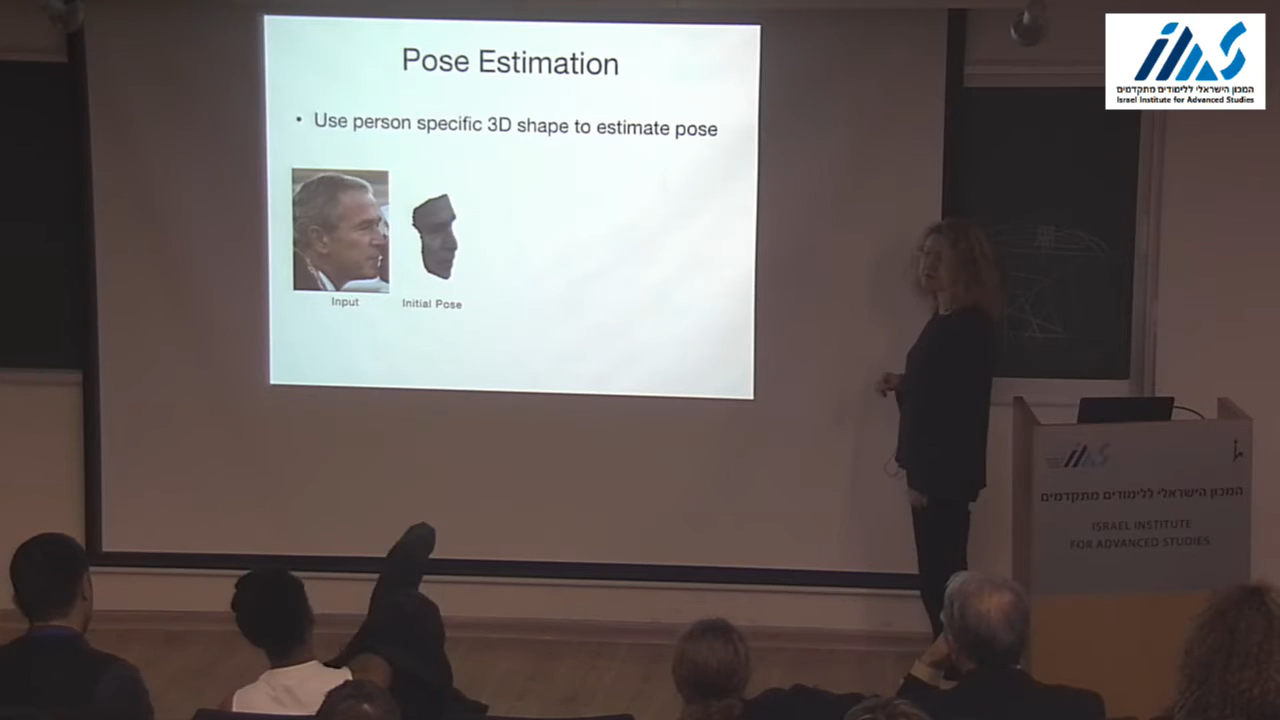 Pose Estimation
• Use person specific 3D shape to estimate pose
Input
Initial Pose
המכון הישראלי ללימודים מתקדמים
Israel Institute for Advanced Studies
המכון הישראלי ללימודים מתקדמים
ISRAEL INSTITUTE
FOR ADVANCED STUDIES